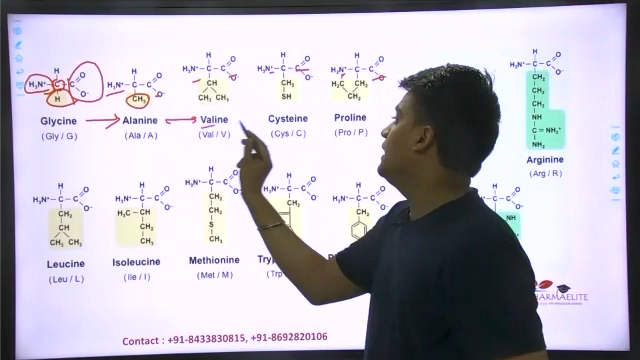 H H H H H
H₃N⁺ C C O O⁻
H₃N⁺ C C O O⁻
H₃N⁺ C C O O⁻
H₃N⁺ C C O O⁻
H₃N⁺ C C O O⁻
H CH₃ CH CH₂
CH₃ CH₃ SH
Glycine Alanine Valine Cysteine Proline
(Gly / G) (Ala / A) (Val / V) (Cys / C) (Pro / P)
H
H₃N⁺ C C O O⁻
CH₂
CH₂
CH₂
NH
C = NH₂⁺
NH₂
Arginine
(Arg / R)
H H H H H
H₃N⁺ C C O O⁻
CH₂
CH
CH₃ CH₃
H₃N⁺ C C O O⁻
H₃C CH
CH₂
CH₃
H₃N⁺ C C O O⁻
CH₂
CH₂
S
CH₃
H₃N⁺ C C O O⁻
CH₂
H₃N⁺ C C O
CH₂
NH
Leucine Isoleucine Methionine
(Leu / L) (Ile / I) (Met / M)
PHARMAELITE
Contact : +91-8433830815, +91-8692820106